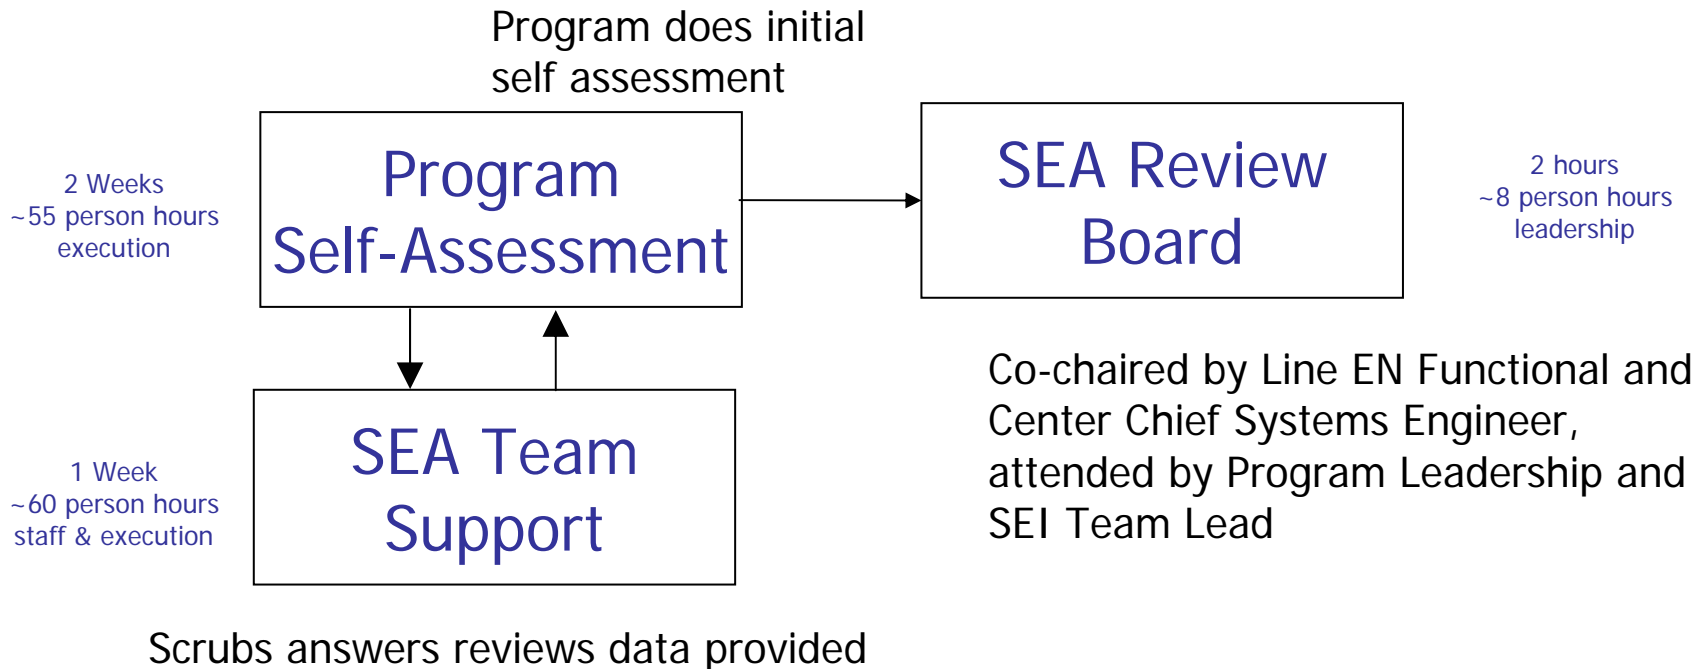 Program does initial
self assessment
2 Weeks
~55 person hours
execution
Program
Self-Assessment
SEA Review
Board
2 hours
~8 person hours
leadership
1 Week
~60 person hours
staff & execution
SEA Team
Support
Co-chaired by Line EN Functional and
Center Chief Systems Engineer,
attended by Program Leadership and
SEI Team Lead
Scrubs answers reviews data provided